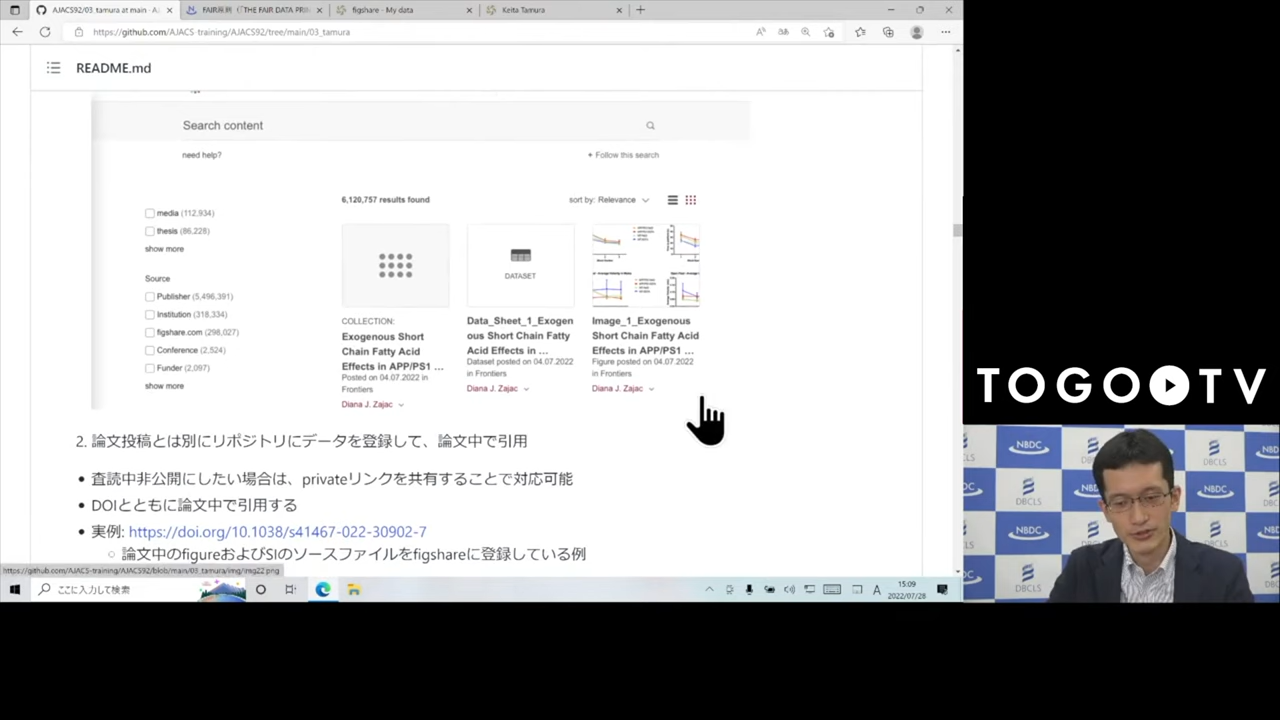 AJACS92/03_tamura at main · AJACS
FAIR原則（「THE FAIR DATA PRIN
figshare - My data
Keita Tamura
https://github.com/AJACS-training/AJACS92/tree/main/03_tamura
README.md
Search content
need help?
+ Follow this search
6,120,757 results found
sort by: Relevance
media (112,934)
thesis (86,228)
show more
Source
Publisher (5,496,391)
Institution (318,334)
figshare.com (298,027)
Conference (2,524)
Funder (2,097)
show more
COLLECTION:
Exogenous Short
Chain Fatty Acid
Effects in APP/PS1 ...
Posted on 04.07.2022 in
Frontiers
Diana J. Zajac
DATASET
Data_Sheet_1_Exogen
ous Short Chain Fatty
Acid Effects in ...
Dataset posted on 04.07.2022
in Frontiers
Diana J. Zajac
Image_1_Exogenous
Short Chain Fatty Acid
Effects in APP/PS1 ...
Figure posted on 04.07.2022
in Frontiers
Diana J. Zajac
2. 論文投稿とは別にリポジトリにデータを登録して、論文中で引用
査読中非公開にしたい場合は、privateリンクを共有することで対応可能
DOIとともに論文中で引用する
実例: https://doi.org/10.1038/s41467-022-30902-7
論文中のfigureおよびSIのソースファイルをfigshareに登録している例
https://github.com/AJACS-training/AJACS92/blob/main/03_tamura/img/img22.png
ここに入力して検索
A
15:09
2022/07/28
TOGO TV
NBDC
DBCLS
NBDC
DBCLS
NBDC
DBCLS
NBDC
DBCLS
NBDC